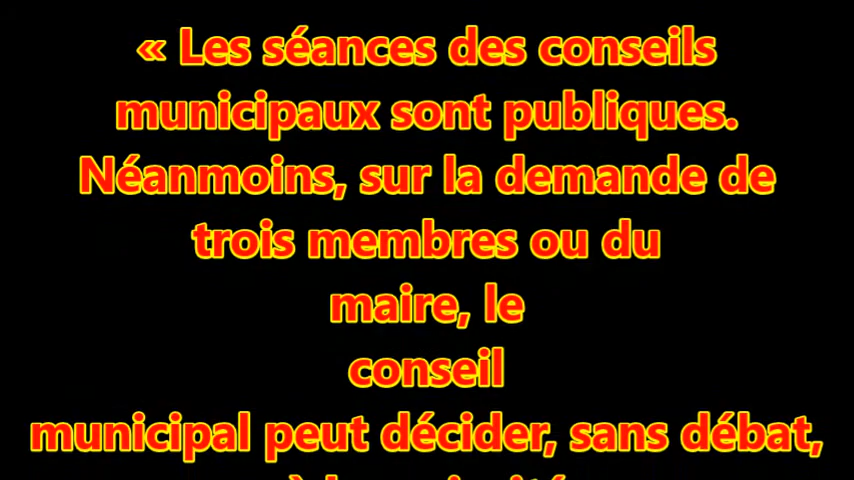 « Les séances des conseils
municipaux sont publiques.
Néanmoins, sur la demande de
trois membres ou du
maire, le
conseil
municipal peut décider, sans débat,